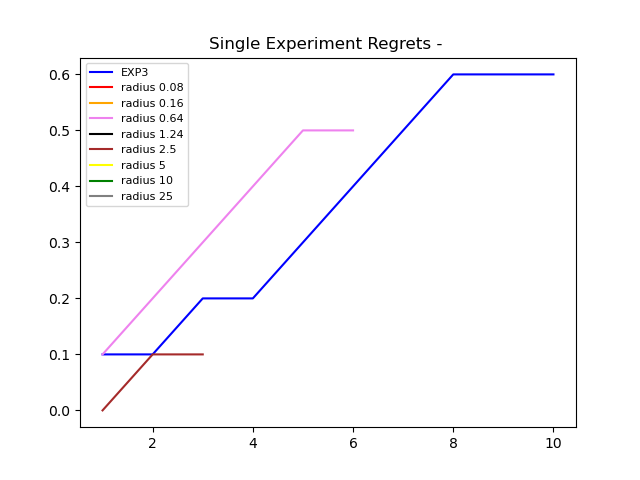 Single Experiment Regrets -
0.6
0.5
0.4
0.3
0.2
0.1
0.0
EXP3
radius 0.08
radius 0.16
radius 0.64
radius 1.24
radius 2.5
radius 5
radius 10
radius 25
2 4 6 8 10